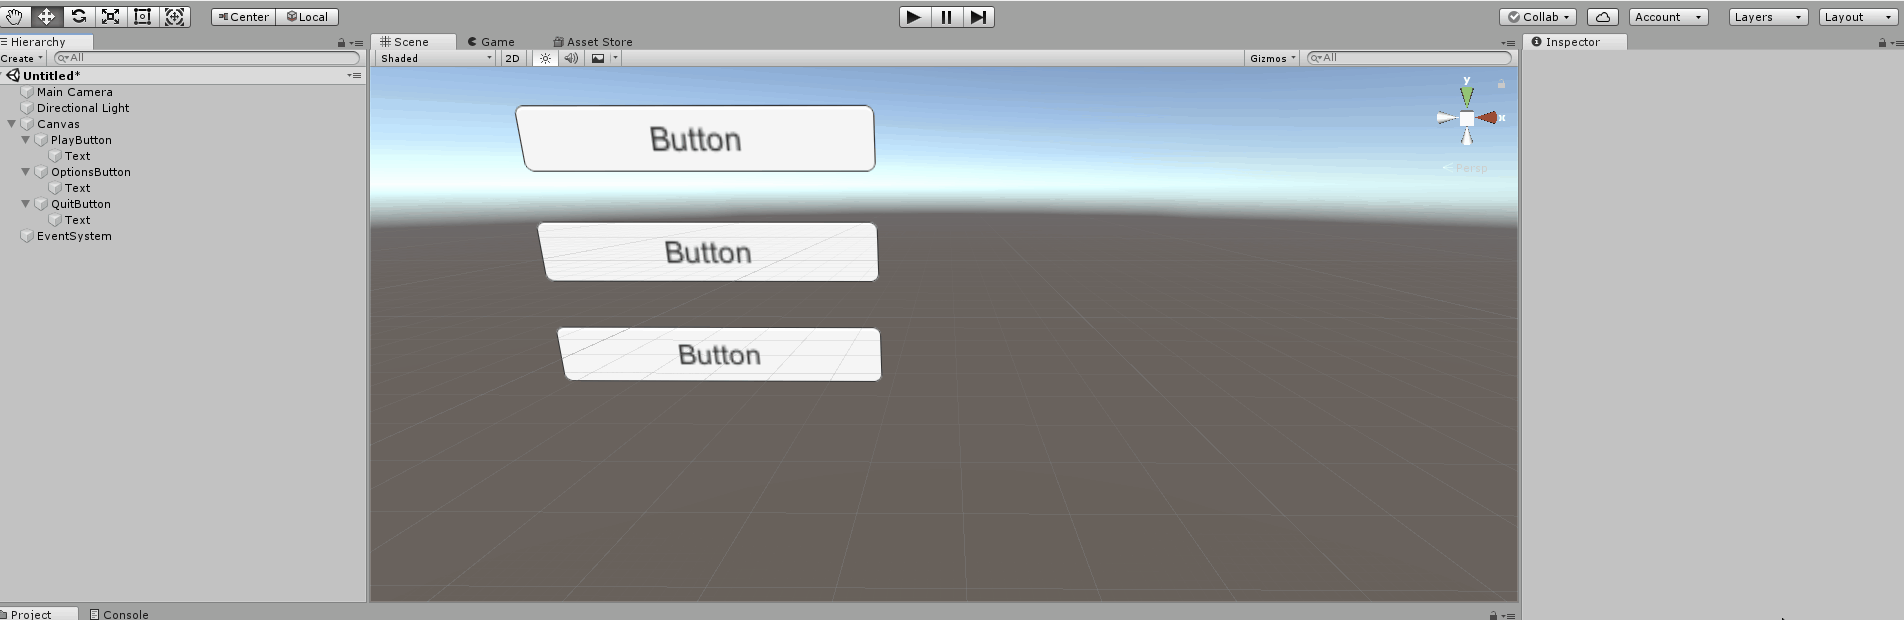 Center Local Collab Account Layers Layout
Hierarchy
Create All
Untitled*
Main Camera
Directional Light
Canvas
PlayButton
Text
OptionsButton
Text
QuitButton
Text
EventSystem
Scene Game Asset Store
Shaded 2D Gizmos All
y
x
Persp
Button
Button
Button
Inspector
Project Console